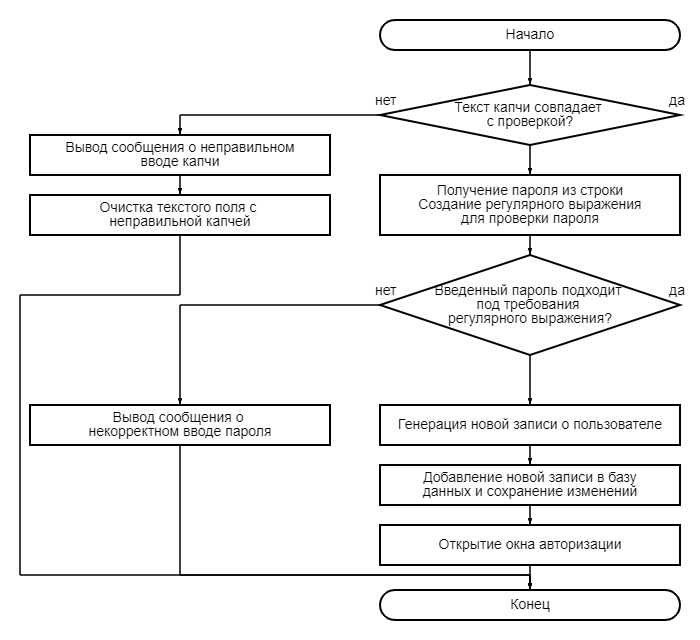 Начало
нет
да
Текст капчи совпадает
с проверкой?
Вывод сообщения о неправильном
вводе капчи
Получение пароля из строки
Создание регулярного выражения
для проверки пароля
Очистка текстого поля с
неправильной капчей
нет
да
Введенный пароль подходит
под требования
регулярного выражения?
Вывод сообщения о
некорректном вводе пароля
Генерация новой записи о пользователе
Добавление новой записи в базу
данных и сохранение изменений
Открытие окна авторизации
Конец